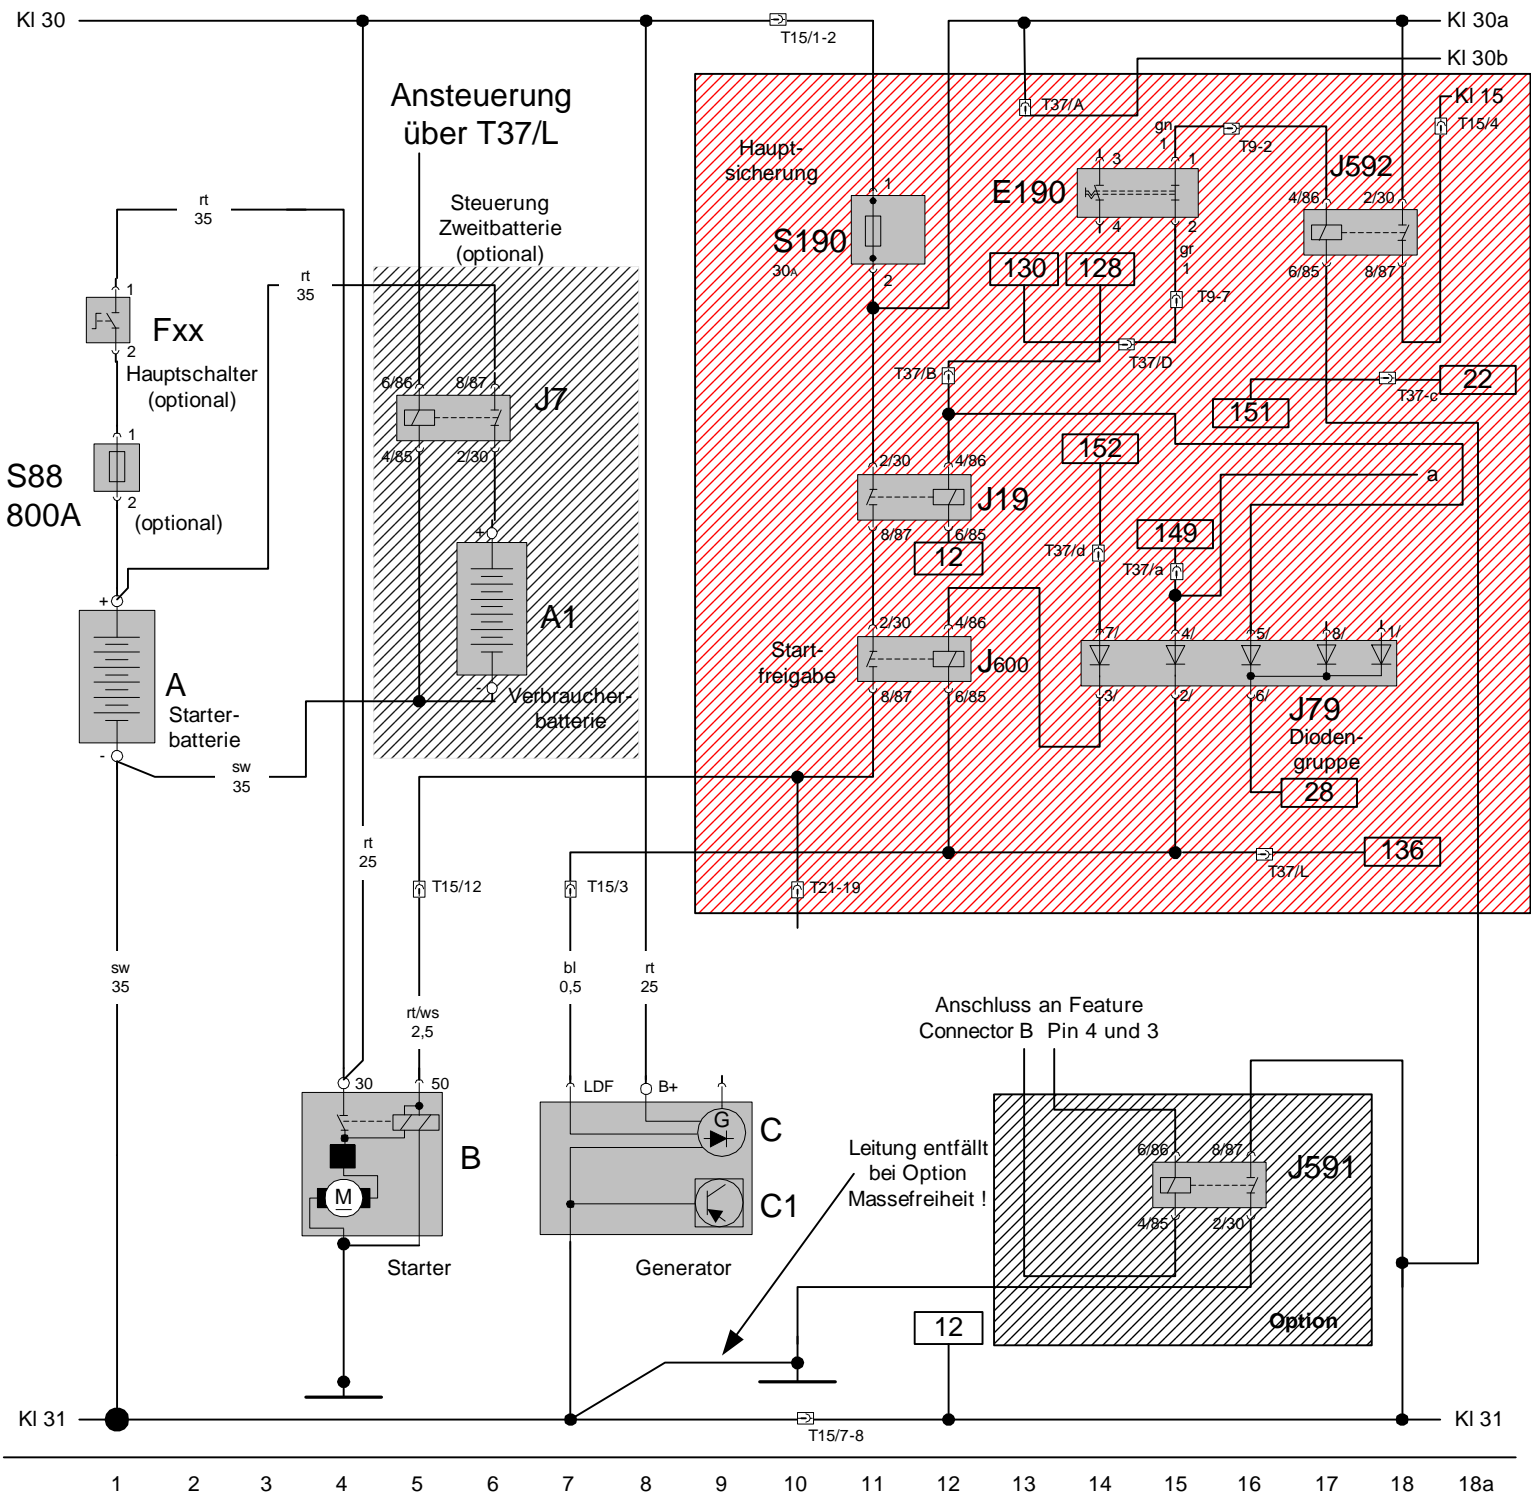 Kl 30
T15/1-2
Kl 30a
Kl 30b
Ansteuerung
über T37/L
T37/A
Kl 15
T15/4
gn
1
T9-2
Haupt-
sicherung
1
3
1
J592
E190
4/86
2/30
rt
35
Steuerung
Zweitbatterie
(optional)
S190
30A
2
4
2
gr
1
6/85
8/87
130
128
rt
35
1
Fxx
2
T9-7
Hauptschalter
(optional)
T37/D
T37/B
22
T37-c
151
6/86
8/87
J7
4/85
2/30
1
S88
800A
2
(optional)
152
2/30
4/86
a
J19
8/87
6/85
12
149
T37/d
T37/a
+
A1
-
Verbraucher-
batterie
+
A
Starter-
batterie
-
sw
35
Start-
freigabe
2/30
4/86
J600
8/87
6/85
7/
4/
5/
8/
1/
3/
2/
6/
J79
Dioden-
gruppe
28
136
T37/L
rt
25
T15/12
T15/3
T21-19
sw
35
rt/ws
2,5
bl
0,5
rt
25
Anschluss an Feature
Connector B Pin 4 und 3
30
50
LDF
B+
G
C
B
M
C1
Starter
Generator
Leitung entfällt
bei Option
Massefreiheit !
6/86
8/87
J591
4/85
2/30
Option
12
Kl 31
T15/7-8
Kl 31
1 2 3 4 5 6 7 8 9 10 11 12 13 14 15 16 17 18 18a